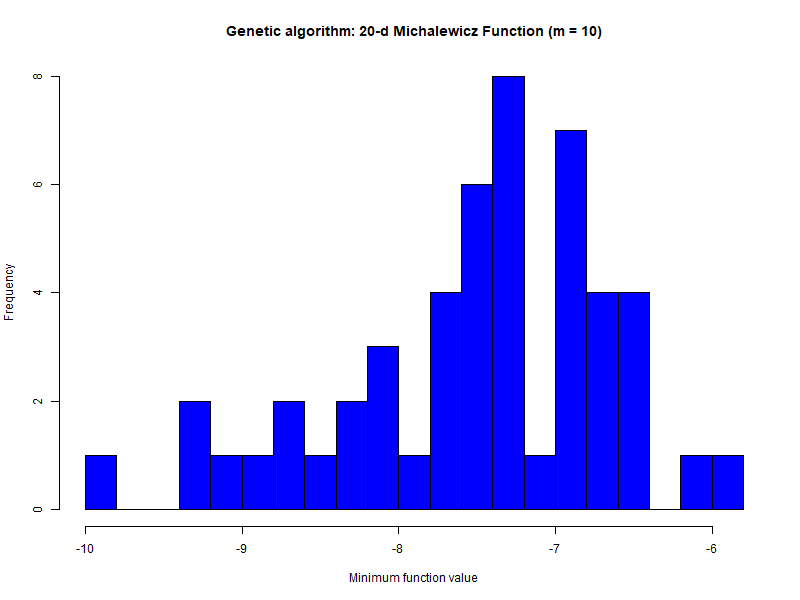 Genetic algorithm: 20-d Michalewicz Function (m = 10)
8
6
4
2
0
Frequency
-10 -9 -8 -7 -6
Minimum function value